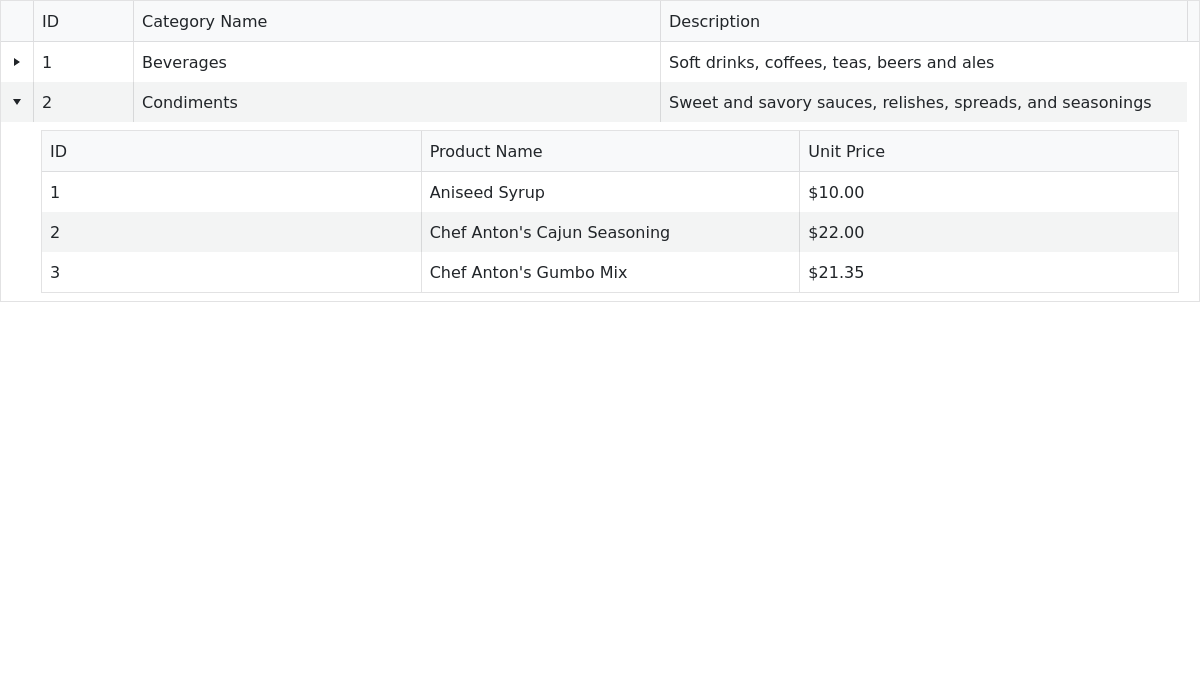 ID Category Name Description
1 Beverages Soft drinks, coffees, teas, beers and ales
2 Condiments Sweet and savory sauces, relishes, spreads, and seasonings
ID Product Name Unit Price
1 Aniseed Syrup $10.00
2 Chef Anton's Cajun Seasoning $22.00
3 Chef Anton's Gumbo Mix $21.35